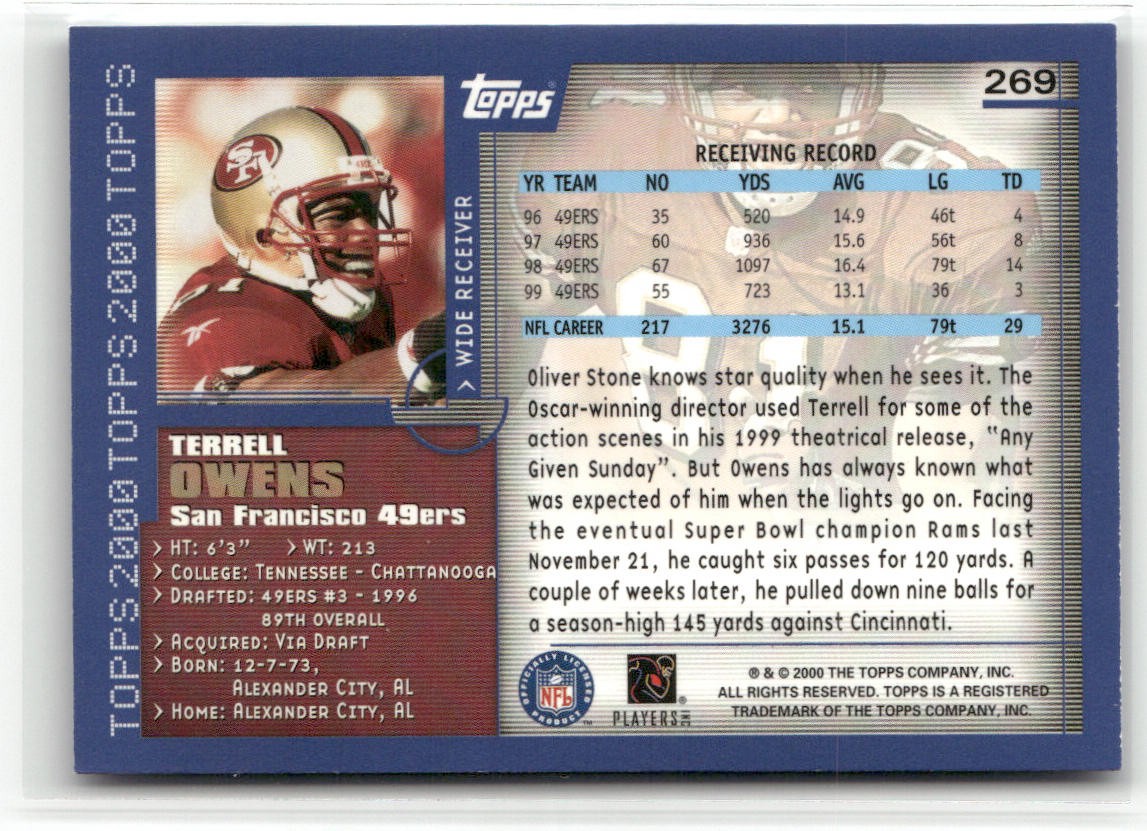 TOPPS2000TOPPS2000TOPPS2000TOPPS
SF
81
WIDE RECEIVER
TERRELL
OWENS
San Francisco 49ers
> HT: 6'3" > WT: 213
> COLLEGE: TENNESSEE - CHATTANOOGA
> DRAFTED: 49ERS #3 - 1996
89TH OVERALL
> ACQUIRED: VIA DRAFT
> BORN: 12-7-73,
ALEXANDER CITY, AL
> HOME: ALEXANDER CITY, AL
Topps®
269
RECEIVING RECORD
YR TEAM NO YDS AVG LG TD
96 49ERS 35 520 14.9 46t 4
97 49ERS 60 936 15.6 56t 8
98 49ERS 67 1097 16.4 79t 14
99 49ERS 55 723 13.1 36 3
NFL CAREER 217 3276 15.1 79t 29
Oliver Stone knows star quality when he sees it. The
Oscar-winning director used Terrell for some of the
action scenes in his 1999 theatrical release, "Any
Given Sunday". But Owens has always known what
was expected of him when the lights go on. Facing
the eventual Super Bowl champion Rams last
November 21, he caught six passes for 120 yards. A
couple of weeks later, he pulled down nine balls for
a season-high 145 yards against Cincinnati.
OFFICIALLY LICENSED
NFL
PRODUCT
™
PLAYERS INC
®
® & © 2000 THE TOPPS COMPANY, INC.
ALL RIGHTS RESERVED. TOPPS IS A REGISTERED
TRADEMARK OF THE TOPPS COMPANY, INC.